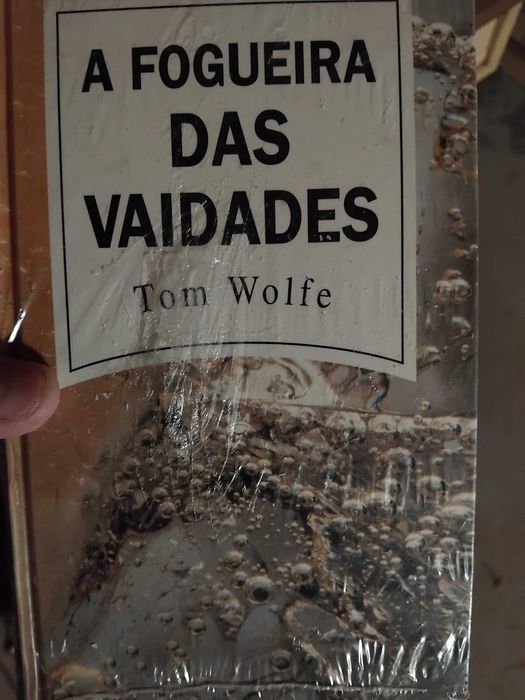 A FOGUEIRA
DAS
VAIDADES
Tom Wolfe